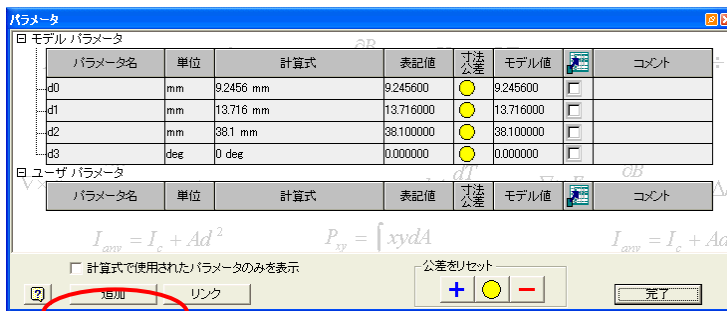 パラメータ
モデル パラメータ
パラメータ名 単位 計算式 表記値 寸法公差 モデル値 コメント
d0 mm 9.2456 mm 9.245600 9.245600
d1 mm 13.716 mm 13.716000 13.716000
d2 mm 38.1 mm 38.100000 38.100000
d3 deg 0 deg 0.000000 0.000000
ユーザ パラメータ
パラメータ名 単位 計算式 表記値 寸法公差 モデル値 コメント
I_c + Ad² P_xy = ∫ xydA
計算式で使用されたパラメータのみを表示 公差をリセット
追加 リンク + − 完了